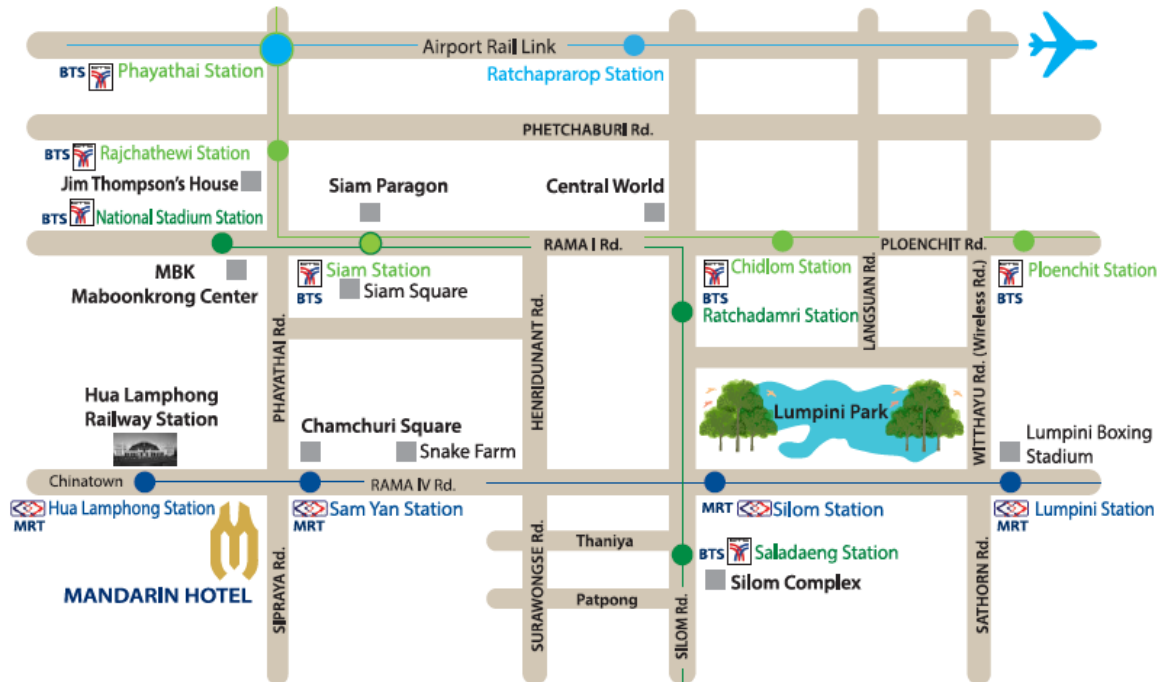 Airport Rail Link
BTS Phayathai Station
Ratchaprarop Station
PHETCHABURI Rd.
BTS Rajchathewi Station
Jim Thompson's House
Siam Paragon
Central World
BTS National Stadium Station
RAMA I Rd.
PLOENCHIT Rd.
MBK
Maboonkrong Center
Siam Station
BTS
Siam Square
Chidlom Station
BTS
Ratchadamri Station
Ploenchit Station
BTS
PHAYATHAI Rd.
HENRIDUNANT Rd.
LANGSUAN Rd.
WITTHAYU Rd. (Wireless Rd.)
Hua Lamphong
Railway Station
Chamchuri Square
Snake Farm
Lumpini Park
Lumpini Boxing
Stadium
Chinatown
RAMA IV Rd.
Hua Lamphong Station
MRT
Sam Yan Station
MRT
MRT Silom Station
Lumpini Station
MRT
MANDARIN HOTEL
SIPRAYA Rd.
SURAWONGSE Rd.
Thaniya
Patpong
BTS Saladaeng Station
Silom Complex
SILOM Rd.
SATHORN Rd.